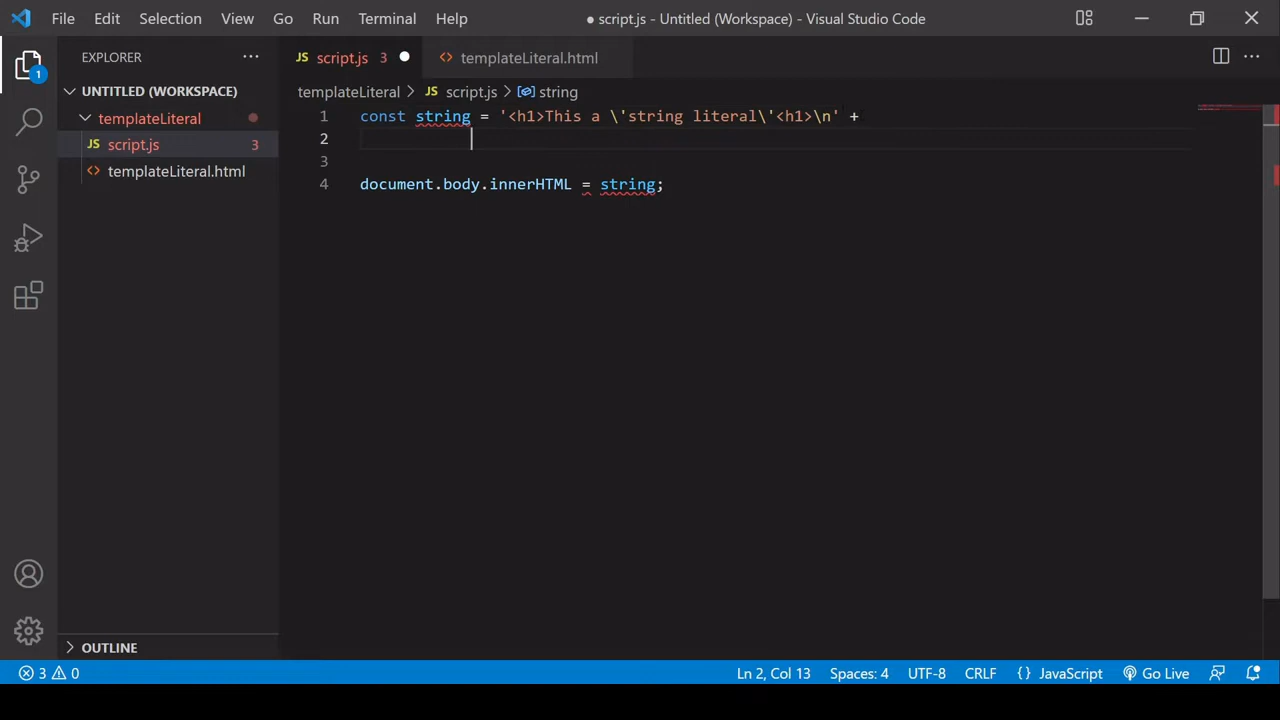 File Edit Selection View Go Run Terminal Help ● script.js - Untitled (Workspace) - Visual Studio Code
EXPLORER ··· JS script.js 3 ● <> templateLiteral.html ···
1
UNTITLED (WORKSPACE) templateLiteral > JS script.js > string
templateLiteral
JS script.js 3
<> templateLiteral.html
1 const string = '<h1>This a \'string literal\'<h1>\n' +
2
3
4 document.body.innerHTML = string;
OUTLINE
3 0 Ln 2, Col 13 Spaces: 4 UTF-8 CRLF {} JavaScript Go Live